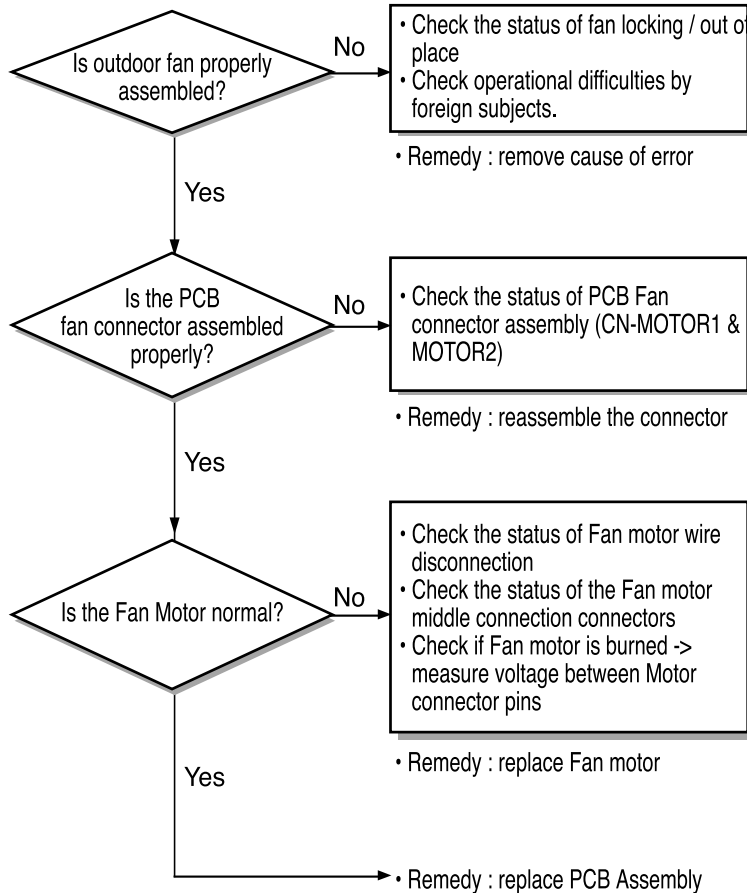 Is outdoor fan properly
assembled?
No
• Check the status of fan locking / out of
place
• Check operational difficulties by
foreign subjects.
• Remedy : remove cause of error
Yes
Is the PCB
fan connector assembled
properly?
No
• Check the status of PCB Fan
connector assembly (CN-MOTOR1 &
MOTOR2)
• Remedy : reassemble the connector
Yes
Is the Fan Motor normal?
No
• Check the status of Fan motor wire
disconnection
• Check the status of the Fan motor
middle connection connectors
• Check if Fan motor is burned ->
measure voltage between Motor
connector pins
• Remedy : replace Fan motor
Yes
• Remedy : replace PCB Assembly